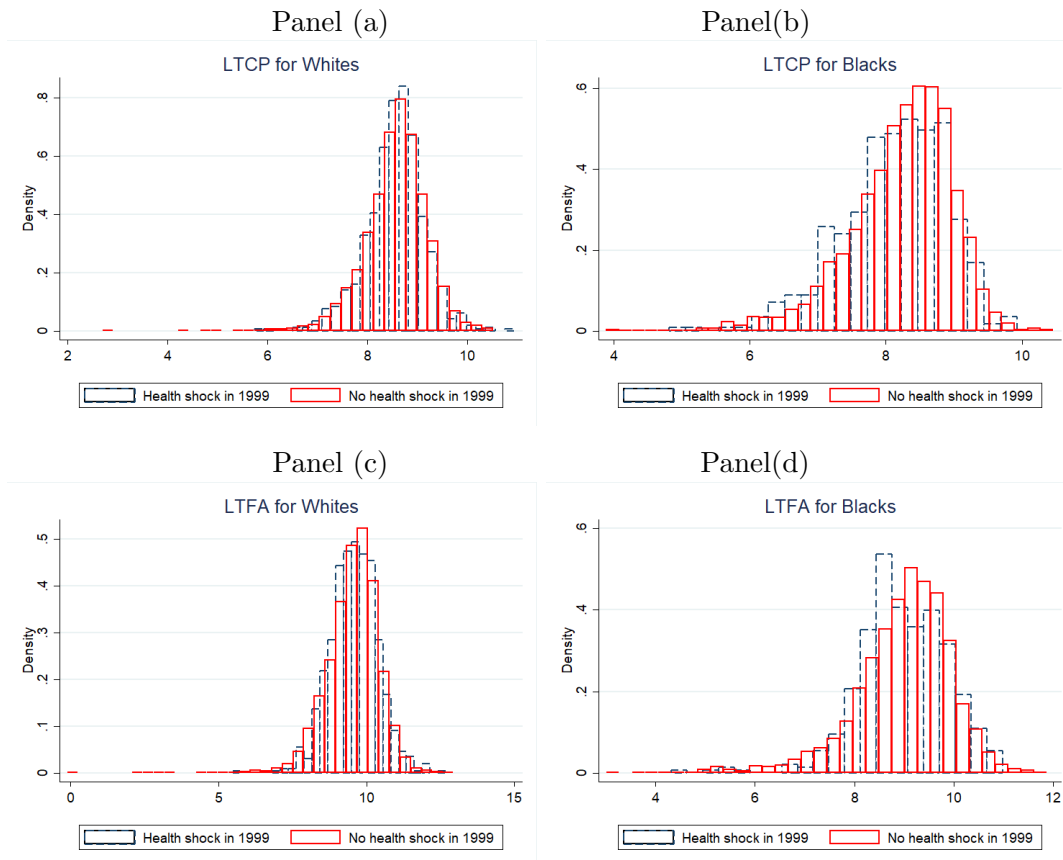 Panel (a)
Panel(b)
LTCP for Whites
LTCP for Blacks
Density
0 .2 .4 .6 .8
2 4 6 8 10
Health shock in 1999 No health shock in 1999
Density
0 .2 .4 .6
4 6 8 10
Health shock in 1999 No health shock in 1999
Panel (c)
Panel(d)
LTFA for Whites
LTFA for Blacks
Density
0 .1 .2 .3 .4 .5
0 5 10 15
Health shock in 1999 No health shock in 1999
Density
0 .2 .4 .6
4 6 8 10 12
Health shock in 1999 No health shock in 1999